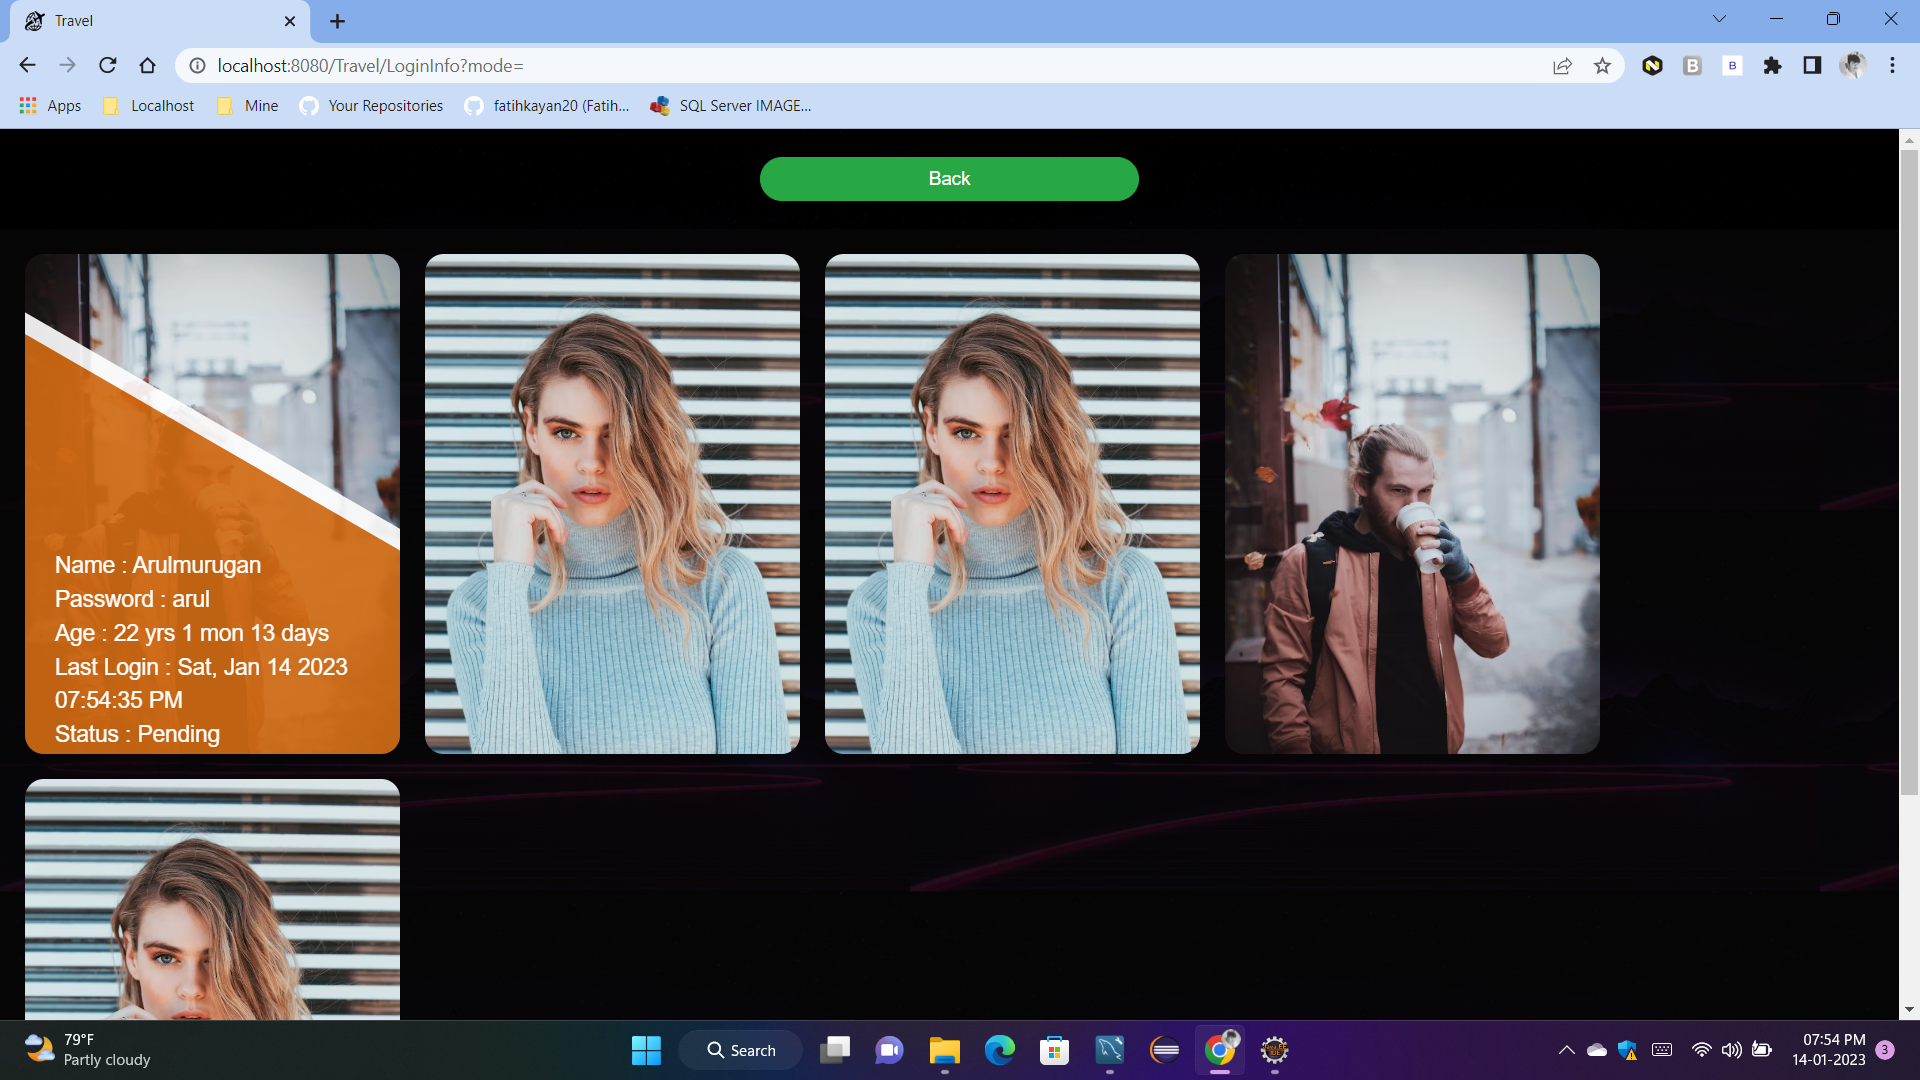 Travel
localhost:8080/Travel/LoginInfo?mode=
Apps
Localhost
Mine
Your Repositories
fatihkayan20 (Fatih...
SQL Server IMAGE...
Back
Name : Arulmurugan
Password : arul
Age : 22 yrs 1 mon 13 days
Last Login : Sat, Jan 14 2023
07:54:35 PM
Status : Pending
79°F
Partly cloudy
Search
07:54 PM
14-01-2023
3